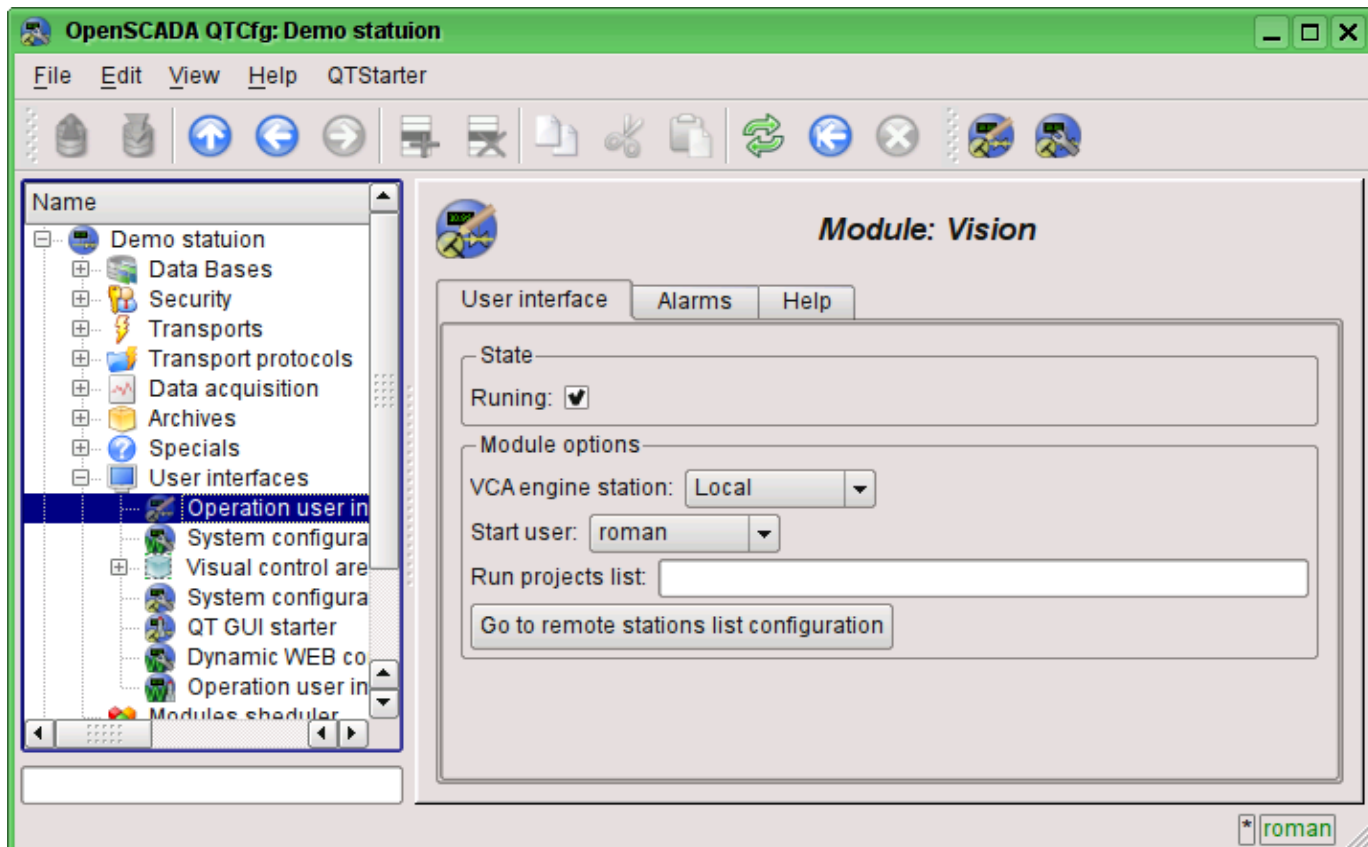 OpenSCADA QTCfg: Demo statuion
File Edit View Help QTStarter
Name
Demo statuion
Data Bases
Security
Transports
Transport protocols
Data acquisition
Archives
Specials
User interfaces
Operation user in
System configura
Visual control are
System configura
QT GUI starter
Dynamic WEB co
Operation user in
Modules sheduler
Module: Vision
User interface Alarms Help
State
Runing:
Module options
VCA engine station: Local
Start user: roman
Run projects list:
Go to remote stations list configuration
* roman